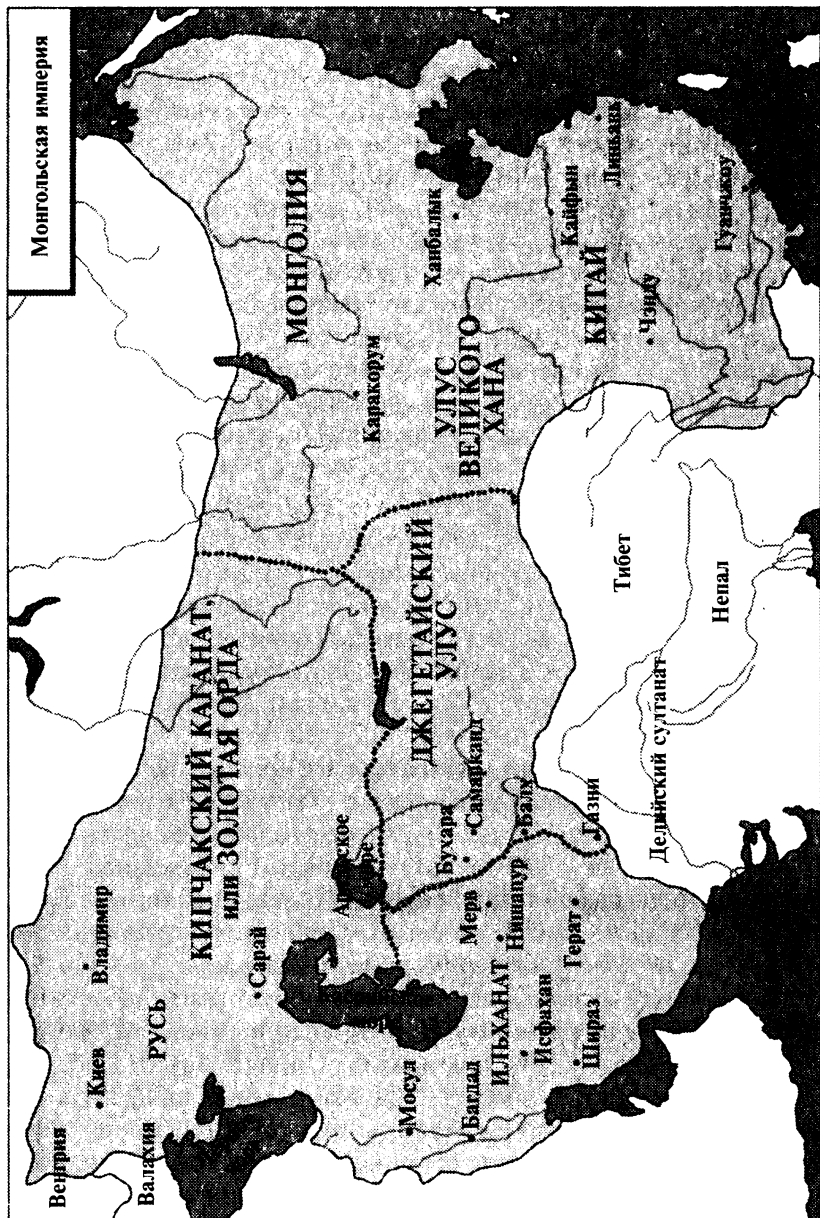 Монгольская империя
Венгрия
Валахия
Киев
Владимир
РУСЬ
КИПЧАКСКИЙ КАГАНАТ,
или ЗОЛОТАЯ ОРДА
Сарай
МОНГОЛИЯ
Каракорум
УЛУС
ВЕЛИКОГО
ХАНА
Ханбалык
Кайфын
Линьань
КИТАЙ
Чэнду
Гуанчжоу
ДЖЕГЕТАЙСКИЙ
УЛУС
Бухара
Самарканд
Балх
Газни
Мерв
Нишапур
Герат
Мосул
Багдад
ИЛЬХАНАТ
Исфахан
Шираз
Тибет
Непал
Делийский султанат